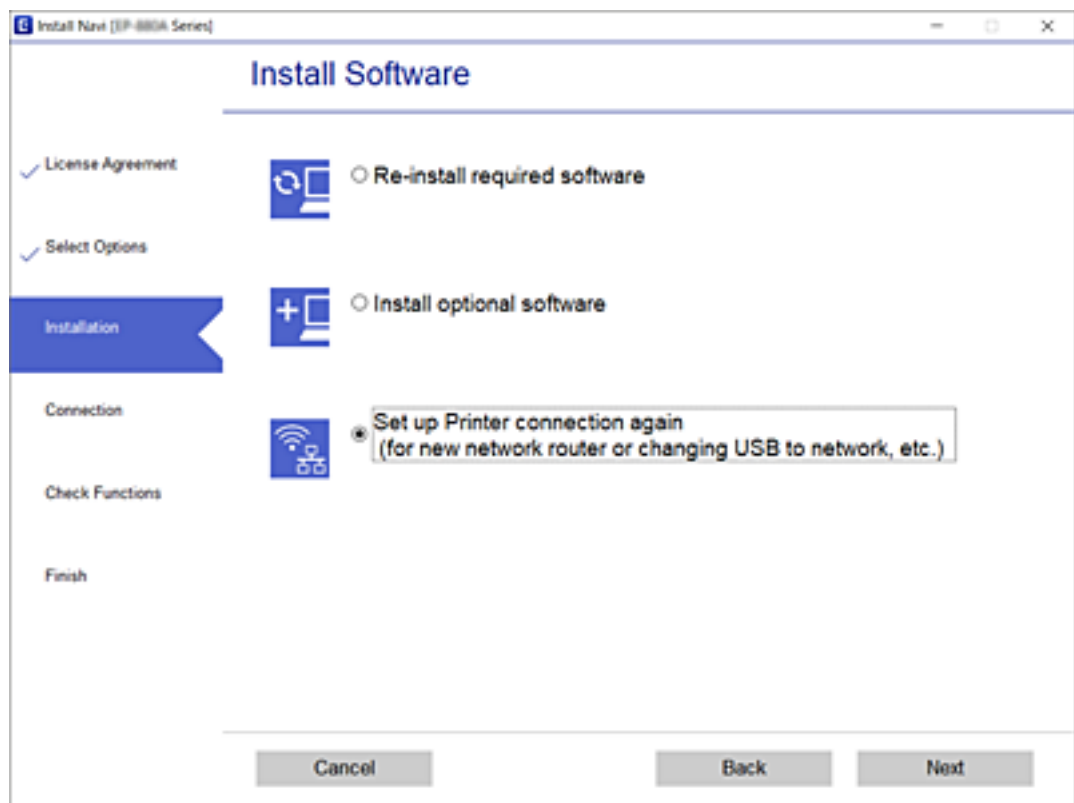 Install Navi [EP-880A Series]
Install Software
License Agreement
Select Options
Installation
Connection
Check Functions
Finish
Re-install required software
Install optional software
Set up Printer connection again
(for new network router or changing USB to network, etc.)
Cancel
Back
Next